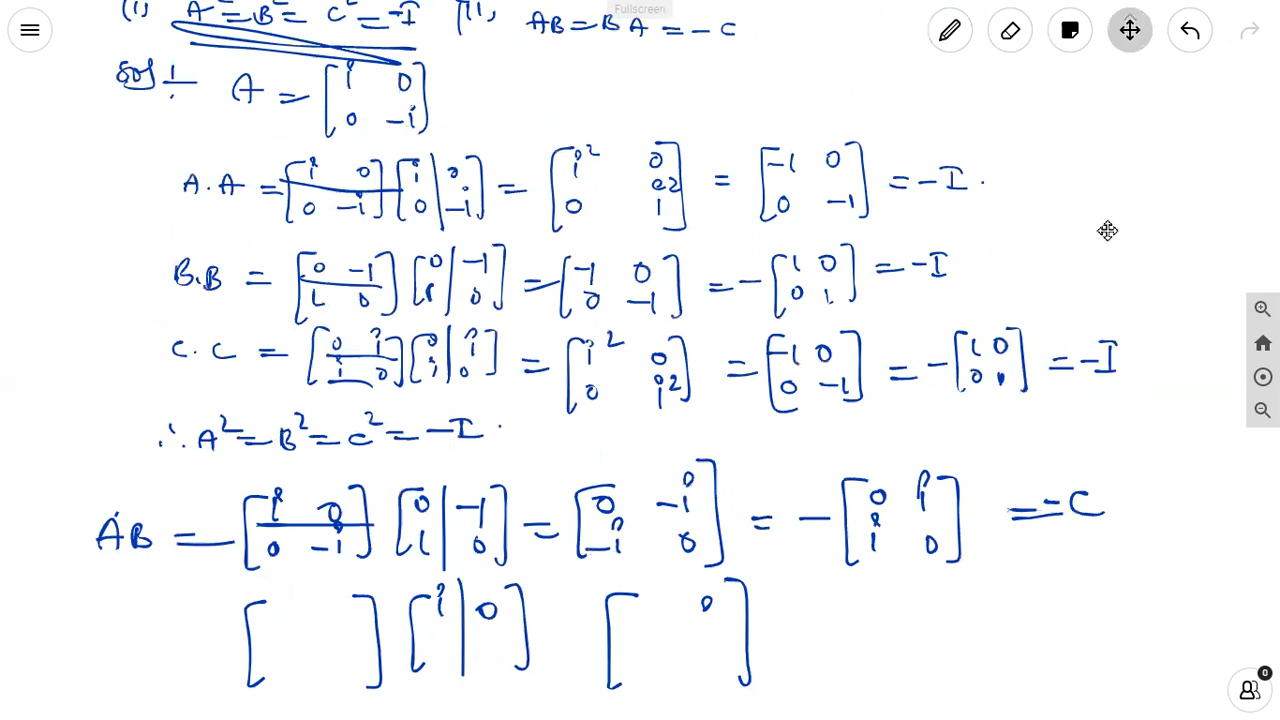 Fullscreen
(i) A² = B² = C² = -I (ii) AB = BA = -C
Sol :- A = [i 0
0 -i]
A.A = [i 0 [i 0 = [i² 0 = [-1 0 = -I.
0 -i] 0 -i] 0 i²] 0 -1]
B.B = [0 -1 [0 -1 = [-1 0 = -[1 0 = -I
1 0] 1 0] 0 -1] 0 1]
C.C = [0 i [0 i = [i² 0 = [-1 0 = -[1 0 = -I
i 0] i 0] 0 i²] 0 -1] 0 1]
∴ A² = B² = C² = -I.
AB = [i 0 [0 -1 = [0 -i = -[0 i = -C
0 -i] 1 0] -i 0] i 0]
[ ] [i 0] [ 0]
0